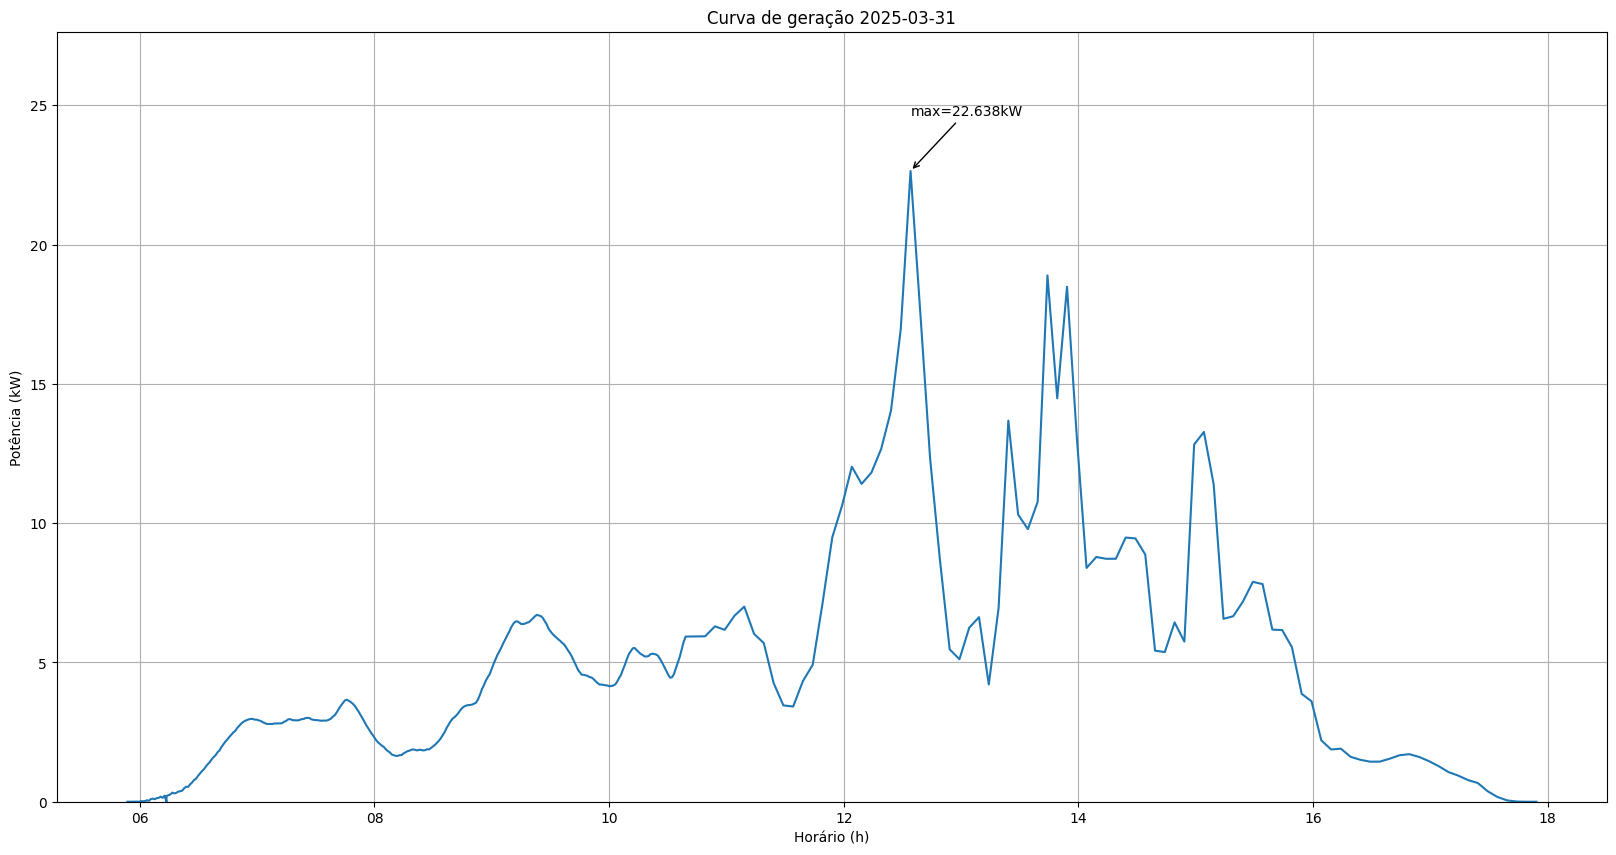 Curva de geração 2025-03-31
max=22.638kW
25
20
15
10
5
0
Potência (kW)
06 08 10 12 14 16 18
Horário (h)